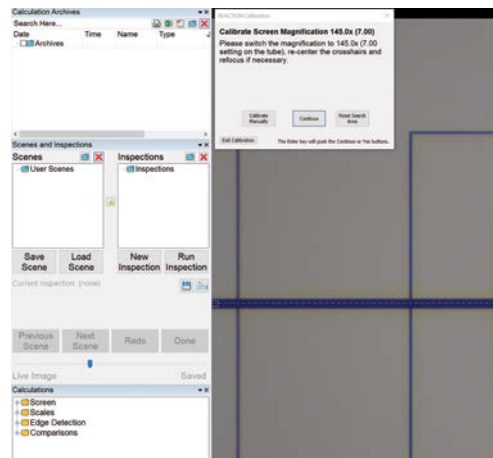 Calculation Archives
Search Here...
Date Time Name Type
Archives
Scenes and Inspections
Scenes Inspections
User Scenes Inspections
Save Scene
Load Scene
New Inspection
Run Inspection
Current Inspection (none)
Previous Scene
Next Scene
Redo
Done
Live Image Saved
Calculations
Screen
Scales
Edge Detection
Comparisons
REACTION Calibration
Calibrate Screen Magnification 145.0x (7.00)
Please switch the magnification to 145.0x (7.00
setting on the tube), re-center the crosshairs and
refocus if necessary.
Calibrate Manually
Continue
Reset Search Area
Exit Calibration
The Enter key will push the Continue or Yes buttons.